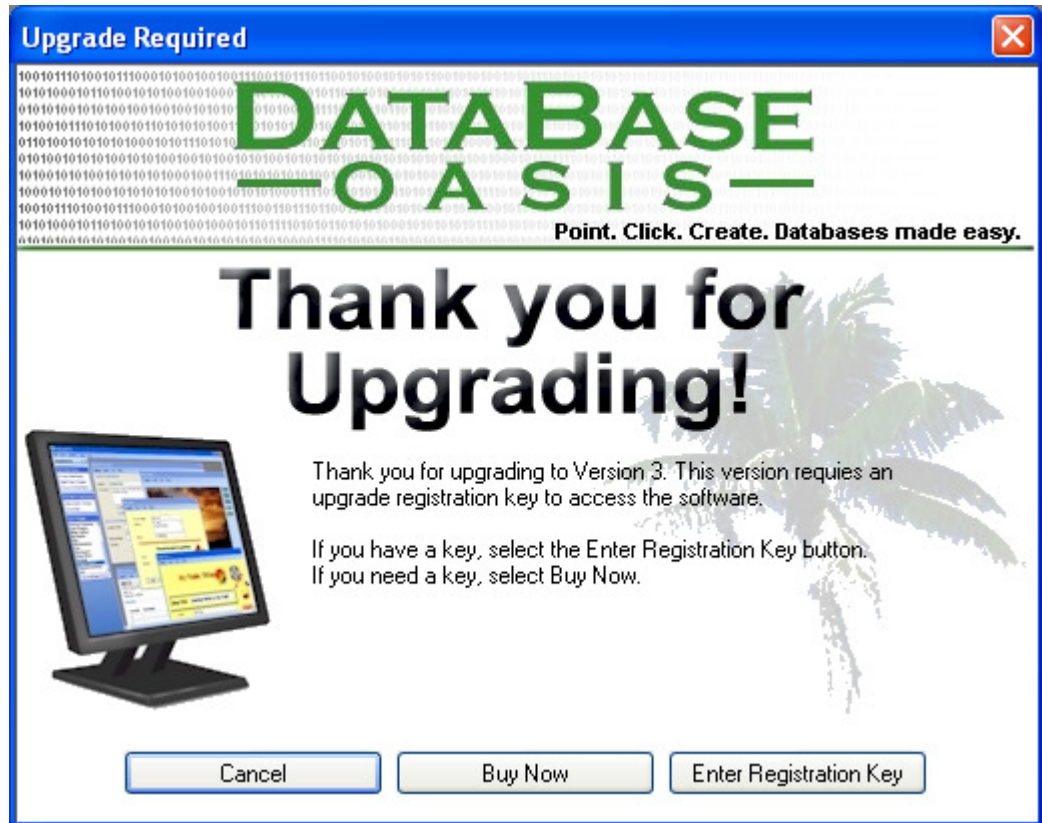 Upgrade Required
DATABASE
OASIS
Point. Click. Create. Databases made easy.
Thank you for
Upgrading!
Thank you for upgrading to Version 3. This version requies an
upgrade registration key to access the software.
If you have a key, select the Enter Registration Key button.
If you need a key, select Buy Now.
Cancel
Buy Now
Enter Registration Key